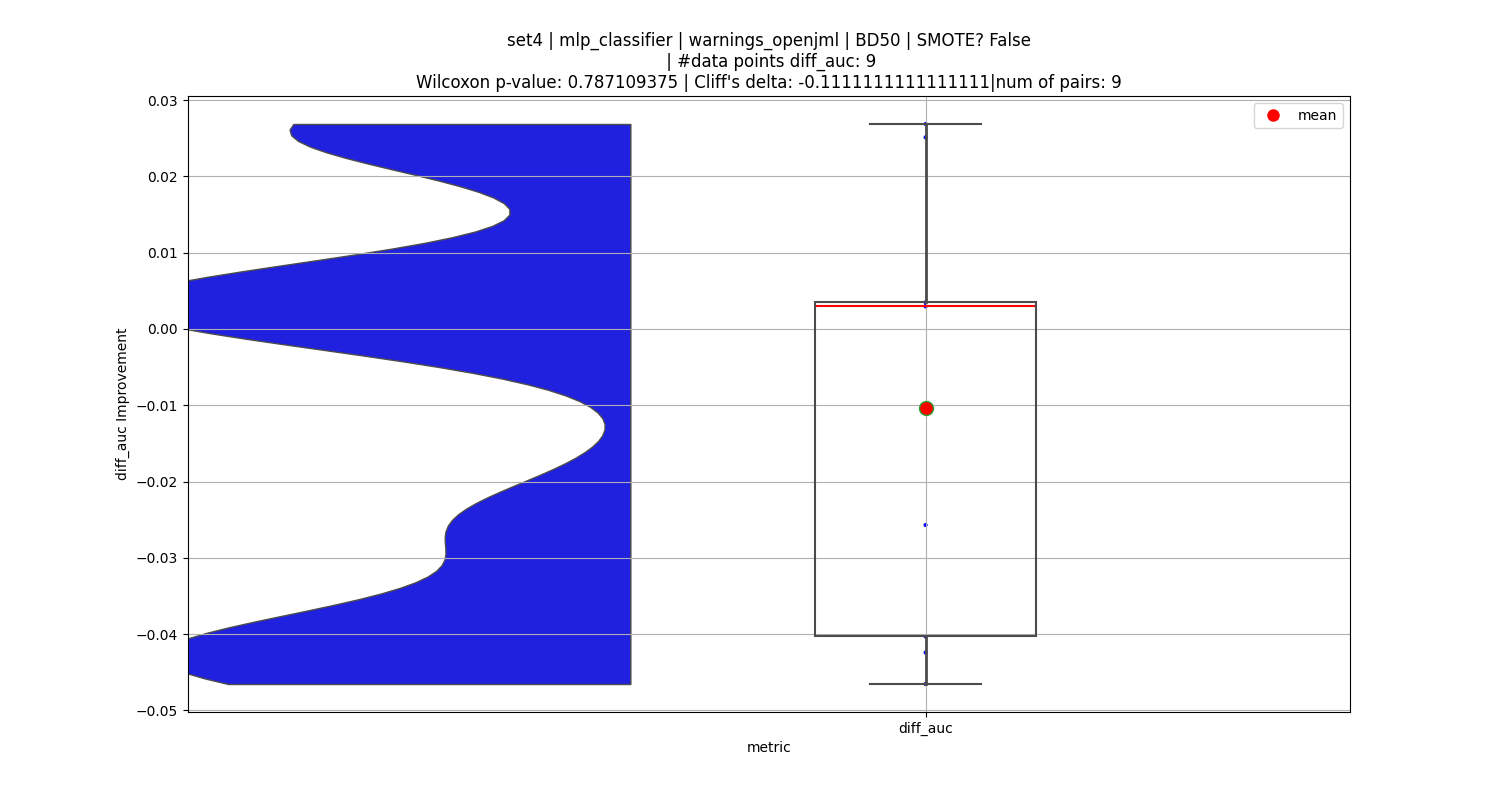 set4 | mlp_classifier | warnings_openjml | BD50 | SMOTE? False
| #data points diff_auc: 9
Wilcoxon p-value: 0.787109375 | Cliff's delta: -0.1111111111111111|num of pairs: 9
mean
0.03
0.02
0.01
0.00
−0.01
−0.02
−0.03
−0.04
−0.05
diff_auc Improvement
diff_auc
metric